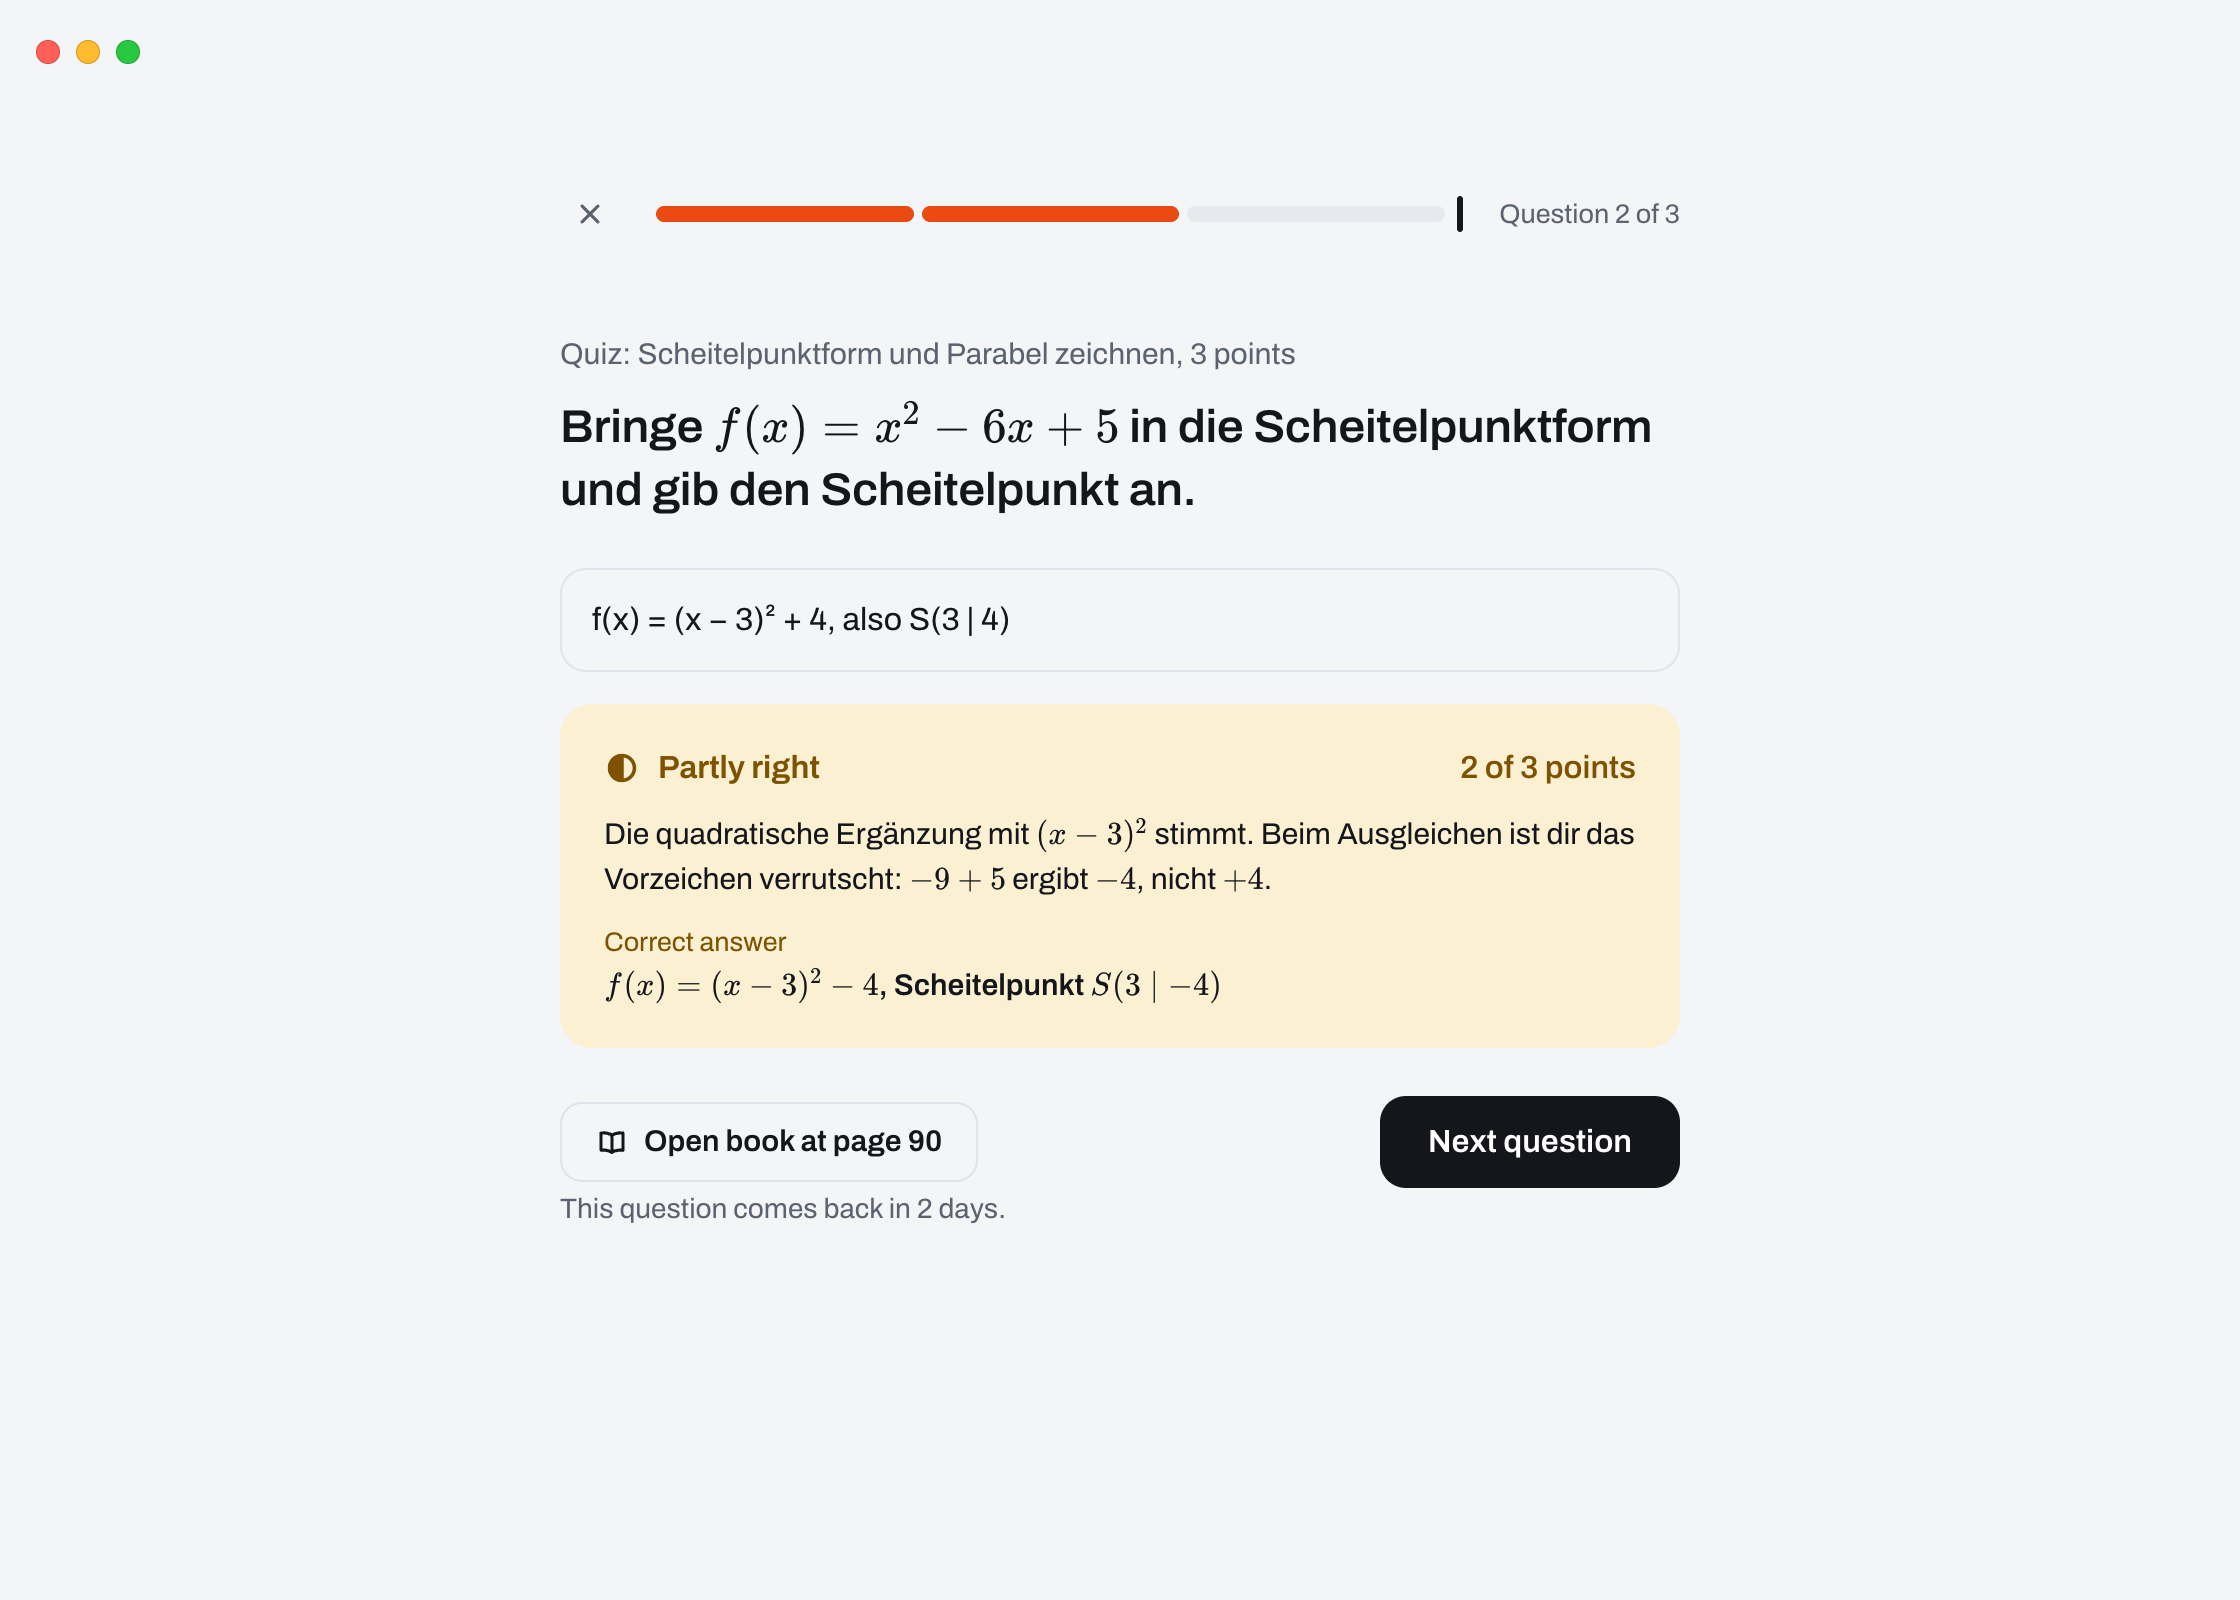 Question 2 of 3
Quiz: Scheitelpunktform und Parabel zeichnen, 3 points
Bringe f(x) = x² − 6x + 5 in die Scheitelpunktform
und gib den Scheitelpunkt an.
f(x) = (x − 3)² + 4, also S(3 | 4)
Partly right
2 of 3 points
Die quadratische Ergänzung mit (x − 3)² stimmt. Beim Ausgleichen ist dir das
Vorzeichen verrutscht: −9 + 5 ergibt −4, nicht +4.
Correct answer
f(x) = (x − 3)² − 4, Scheitelpunkt S(3 | −4)
Open book at page 90
Next question
This question comes back in 2 days.